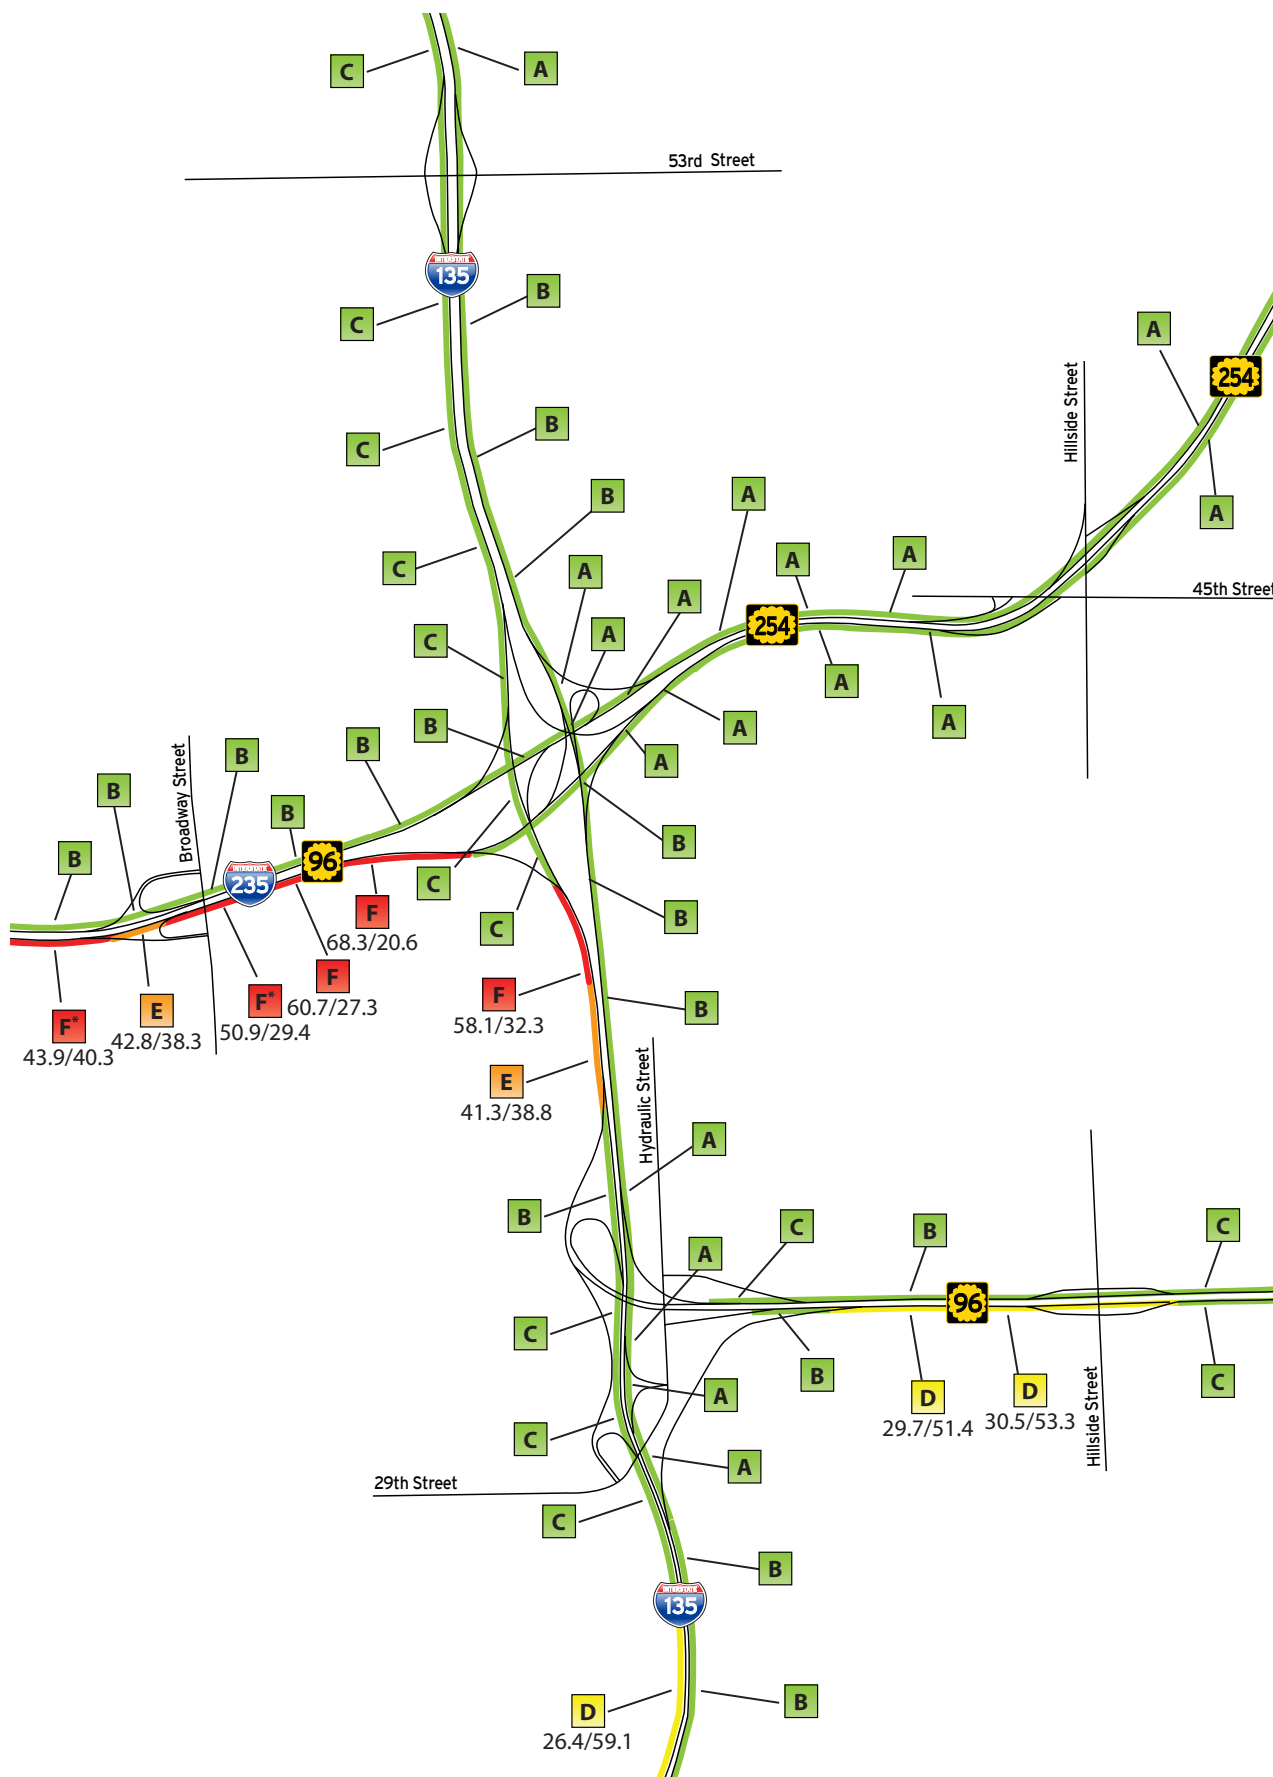 C
A
53rd Street
INTERSTATE
135
B
C
A
254
Hillside Street
C
B
B
A
A
C
A
A
A
A
45th Street
C
A
254
B
A
A
B
B
A
Broadway Street
B
A
B
B
B
B
96
INTERSTATE
235
C
F
68.3/20.6
C
B
F
60.7/27.3
F*
50.9/29.4
E
42.8/38.3
F*
43.9/40.3
F
58.1/32.3
B
E
41.3/38.8
Hydraulic Street
A
B
C
B
C
A
96
C
B
A
D
29.7/51.4
D
30.5/53.3
C
Hillside Street
C
A
29th Street
C
B
INTERSTATE
135
D
26.4/59.1
B